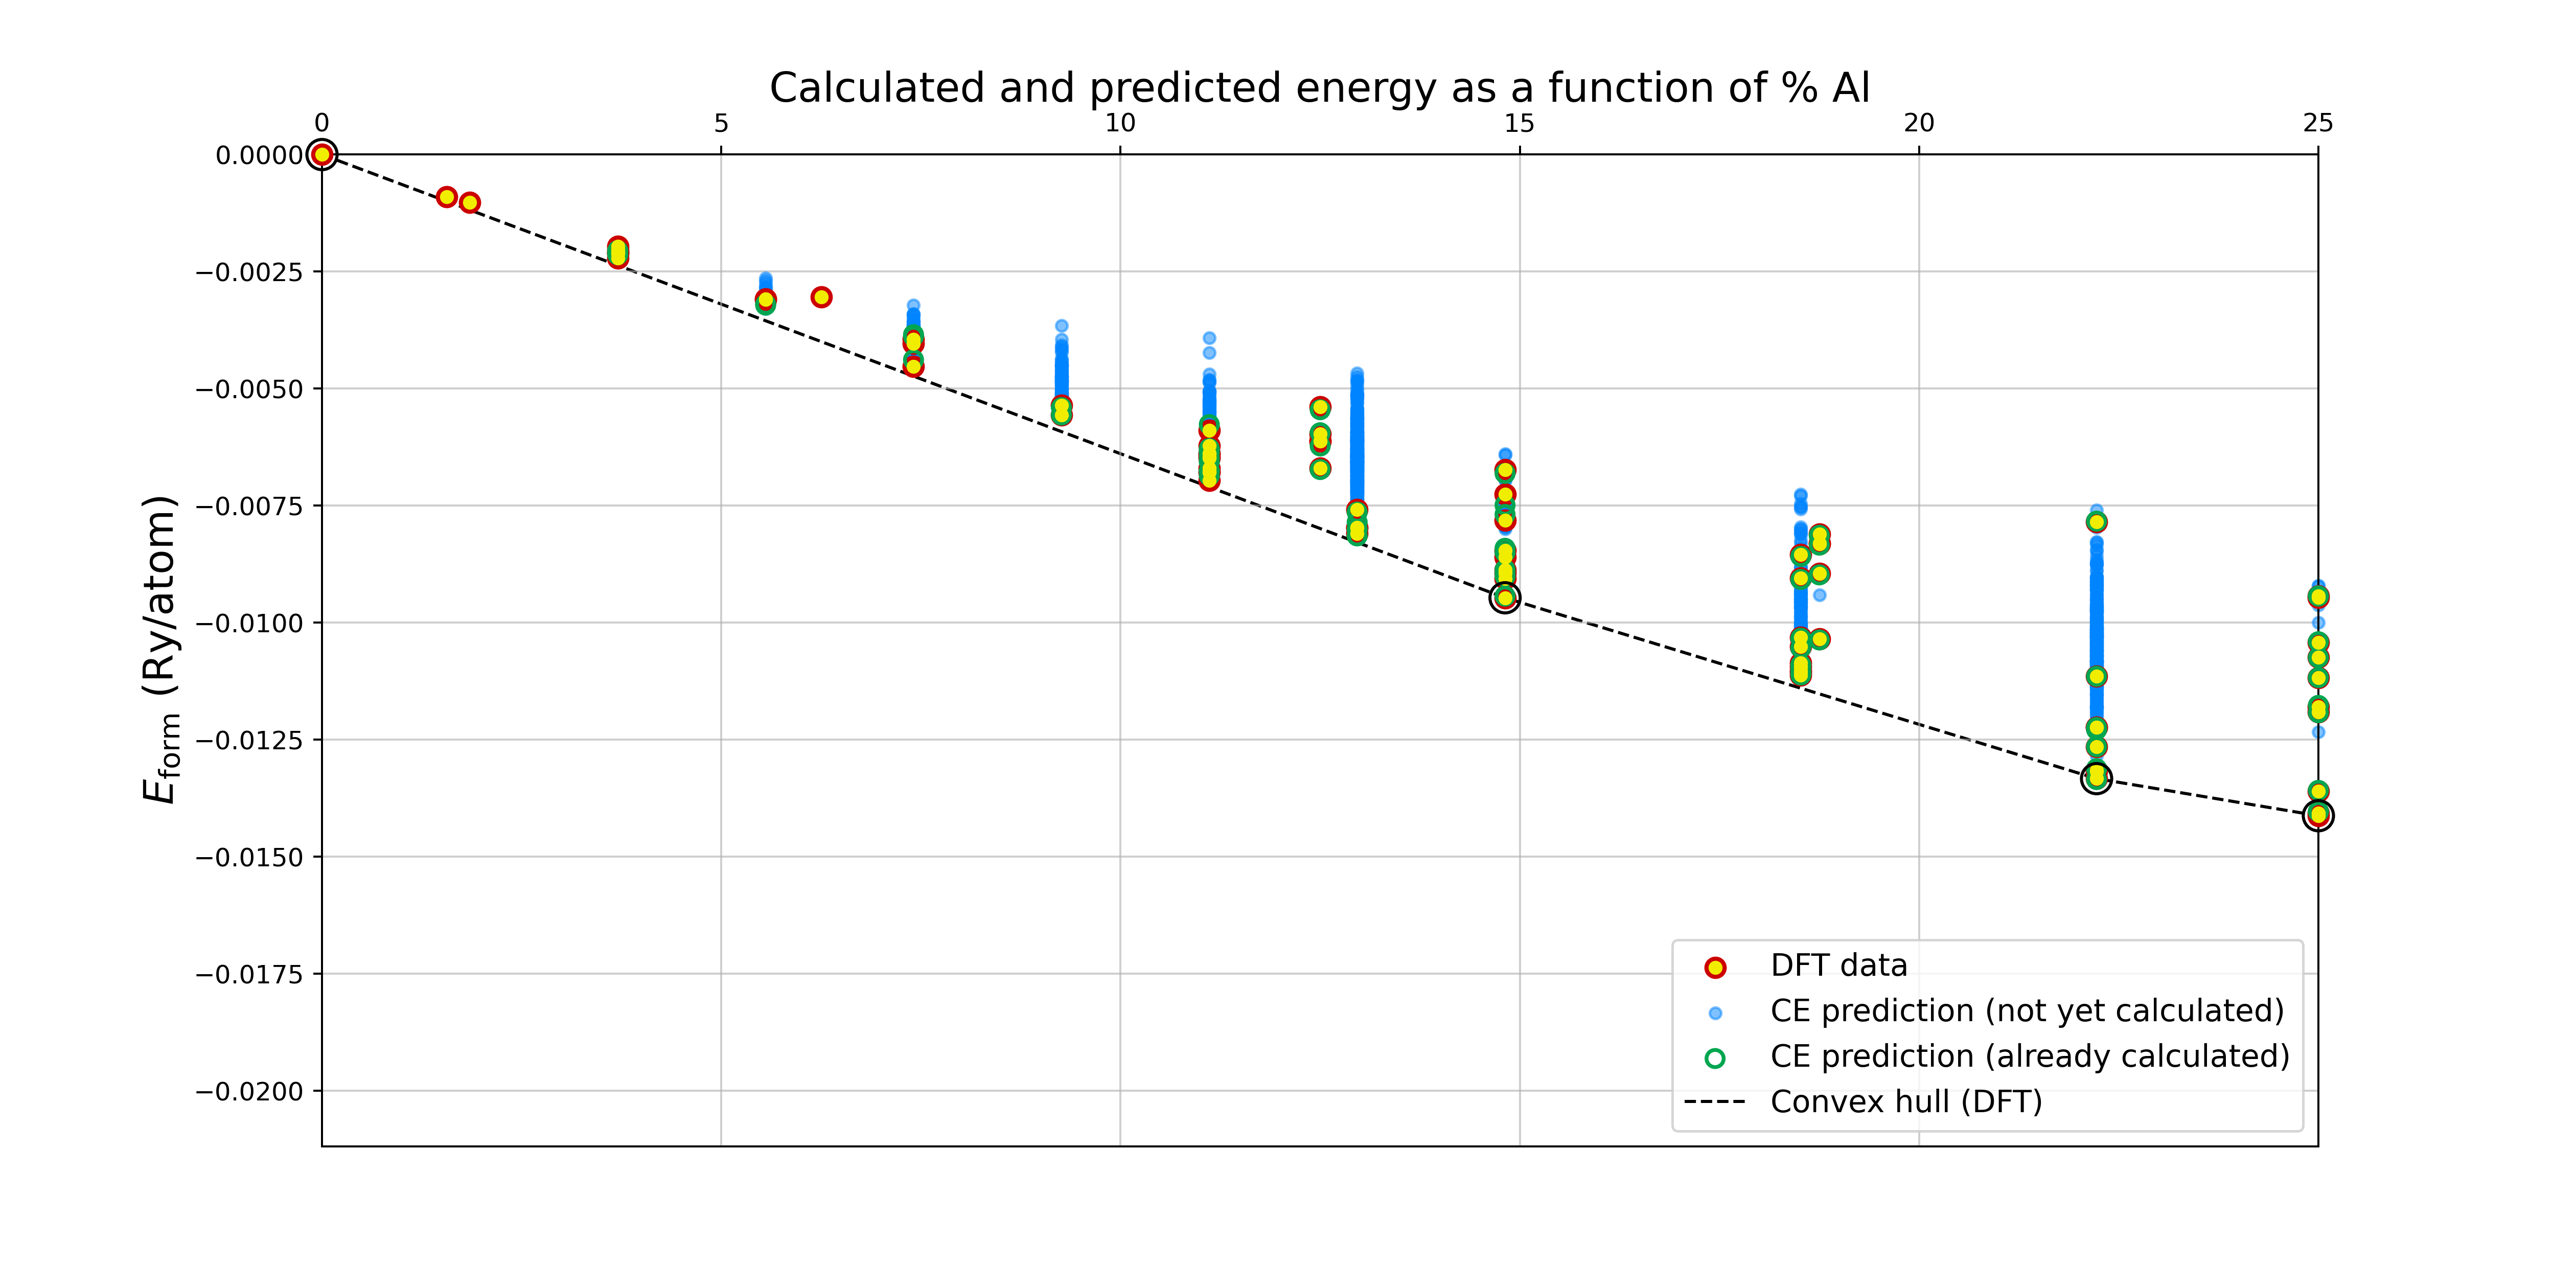 Calculated and predicted energy as a function of % Al
0 5 10 15 20 25
0.0000
−0.0025
−0.0050
−0.0075
−0.0100
−0.0125
−0.0150
−0.0175
−0.0200
E_form (Ry/atom)
DFT data
CE prediction (not yet calculated)
CE prediction (already calculated)
Convex hull (DFT)